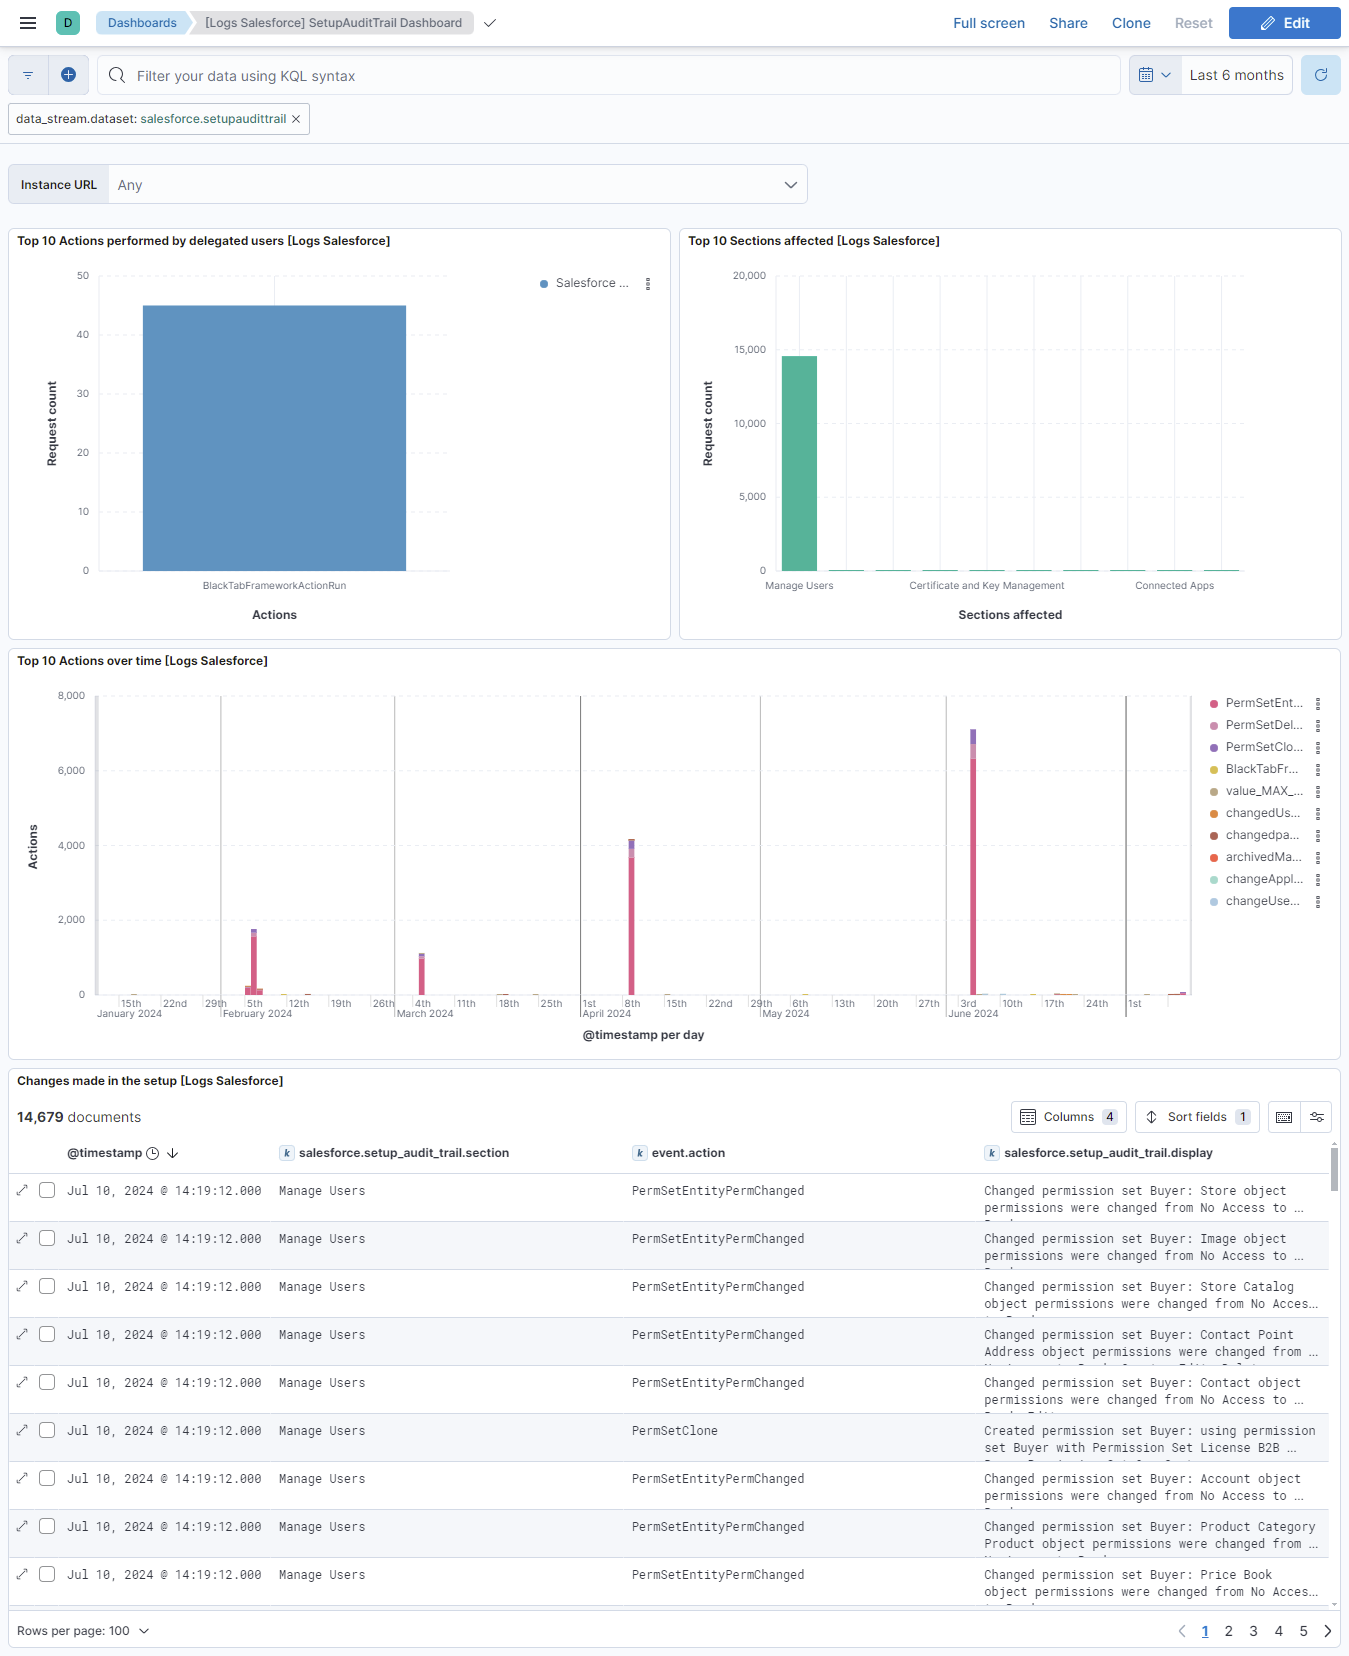 D Dashboards [Logs Salesforce] SetupAuditTrail Dashboard Full screen Share Clone Reset Edit
Filter your data using KQL syntax Last 6 months
data_stream.dataset: salesforce.setupaudittrail ×
Instance URL Any
Top 10 Actions performed by delegated users [Logs Salesforce]
50
40
30
20
10
0
Request count
BlackTabFrameworkActionRun
Actions
Salesforce ...
Top 10 Sections affected [Logs Salesforce]
20,000
15,000
10,000
5,000
0
Request count
Manage Users Certificate and Key Management Connected Apps
Sections affected
Top 10 Actions over time [Logs Salesforce]
8,000
6,000
4,000
2,000
0
Actions
15th 22nd 29th 5th 12th 19th 26th 4th 11th 18th 25th 1st 8th 15th 22nd 29th 6th 13th 20th 27th 3rd 10th 17th 24th 1st
January 2024 February 2024 March 2024 April 2024 May 2024 June 2024
@timestamp per day
PermSetEnt...
PermSetDel...
PermSetClo...
BlackTabFr...
value_MAX_...
changedUs...
changedpa...
archivedMa...
changeAppl...
changeUse...
Changes made in the setup [Logs Salesforce]
14,679 documents Columns 4 Sort fields 1
@timestamp k salesforce.setup_audit_trail.section k event.action k salesforce.setup_audit_trail.display
Jul 10, 2024 @ 14:19:12.000 Manage Users PermSetEntityPermChanged Changed permission set Buyer: Store object
permissions were changed from No Access to ...
Jul 10, 2024 @ 14:19:12.000 Manage Users PermSetEntityPermChanged Changed permission set Buyer: Image object
permissions were changed from No Access to ...
Jul 10, 2024 @ 14:19:12.000 Manage Users PermSetEntityPermChanged Changed permission set Buyer: Store Catalog
object permissions were changed from No Acces...
Jul 10, 2024 @ 14:19:12.000 Manage Users PermSetEntityPermChanged Changed permission set Buyer: Contact Point
Address object permissions were changed from ...
Jul 10, 2024 @ 14:19:12.000 Manage Users PermSetEntityPermChanged Changed permission set Buyer: Contact object
permissions were changed from No Access to ...
Jul 10, 2024 @ 14:19:12.000 Manage Users PermSetClone Created permission set Buyer: using permission
set Buyer with Permission Set License B2B ...
Jul 10, 2024 @ 14:19:12.000 Manage Users PermSetEntityPermChanged Changed permission set Buyer: Account object
permissions were changed from No Access to ...
Jul 10, 2024 @ 14:19:12.000 Manage Users PermSetEntityPermChanged Changed permission set Buyer: Product Category
Product object permissions were changed from ...
Jul 10, 2024 @ 14:19:12.000 Manage Users PermSetEntityPermChanged Changed permission set Buyer: Price Book
object permissions were changed from No Acces...
Rows per page: 100 1 2 3 4 5